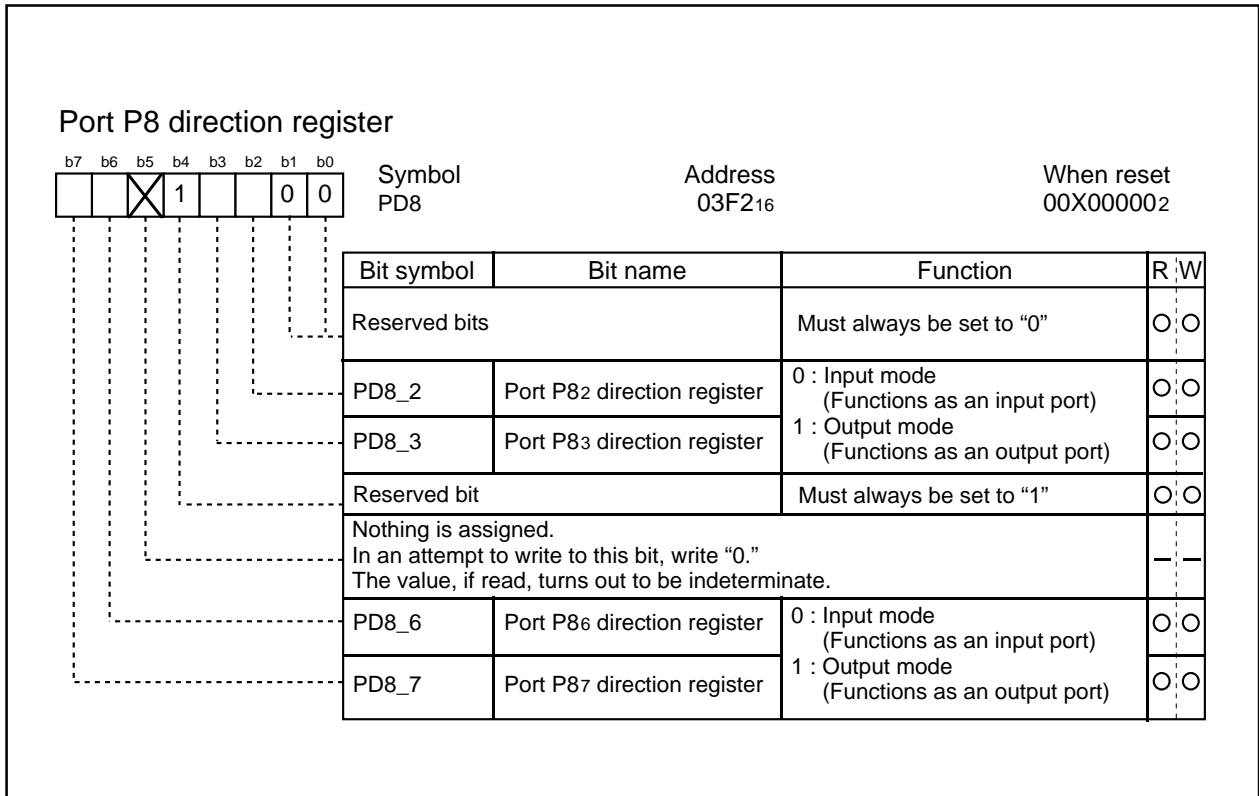 Port P8 direction register
b7 b6 b5 b4 b3 b2 b1 b0
1 0 0
Symbol Address When reset
PD8 03F216 00X000002
Bit symbol Bit name Function R W
Reserved bits Must always be set to “0”
PD8_2 Port P82 direction register
0 : Input mode
(Functions as an input port)
1 : Output mode
(Functions as an output port)
PD8_3 Port P83 direction register
Reserved bit Must always be set to “1”
Nothing is assigned.
In an attempt to write to this bit, write “0.”
The value, if read, turns out to be indeterminate.
PD8_6 Port P86 direction register
0 : Input mode
(Functions as an input port)
1 : Output mode
(Functions as an output port)
PD8_7 Port P87 direction register